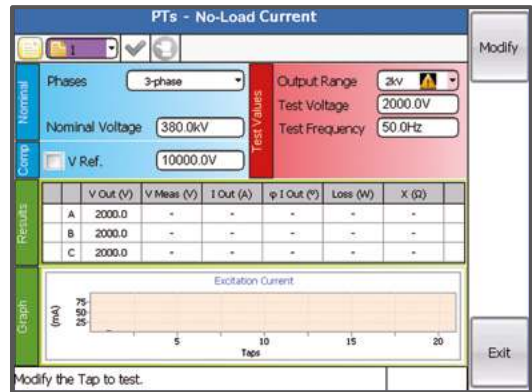 PTs - No-Load Current
1
Modify
Nominal
Phases 3-phase
Nominal Voltage 380.0kV
Test Values
Output Range 2kV
Test Voltage 2000.0V
Test Frequency 50.0Hz
Comp
V Ref. 10000.0V
Results
V Out (V) V Meas (V) I Out (A) φ I Out (º) Loss (W) X (Ω)
A 2000.0 - - - - -
B 2000.0 - - - - -
C 2000.0 - - - - -
Graph
Excitation Current
(mA)
75
50
25
5 10 15 20
Taps
Exit
Modify the Tap to test.